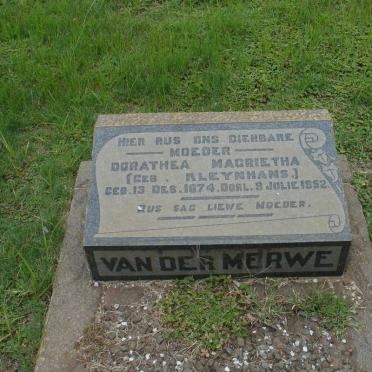 HIER RUS ONS DIERBARE
MOEDER
DORATHEA MAGRIETHA
(GEB. KLEYNHANS.)
GEB. 13 DES. 1874. OORL. 9 JULIE 1952.
RUS SAG LIEWE MOEDER.
VAN DER MERWE